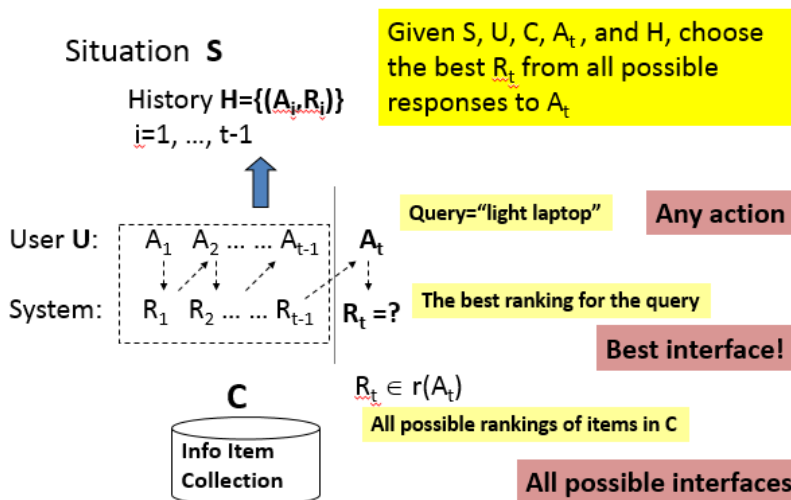 Situation S
Given S, U, C, At, and H, choose
the best Rt from all possible
responses to At
History H={(Ai,Ri)}
i=1, …, t-1
Query="light laptop"
Any action
User U: A1 A2 … … At-1 At
System: R1 R2 … … Rt-1 Rt =?
The best ranking for the query
Best interface!
Rt ∈ r(At)
C
All possible rankings of items in C
Info Item
Collection
All possible interfaces